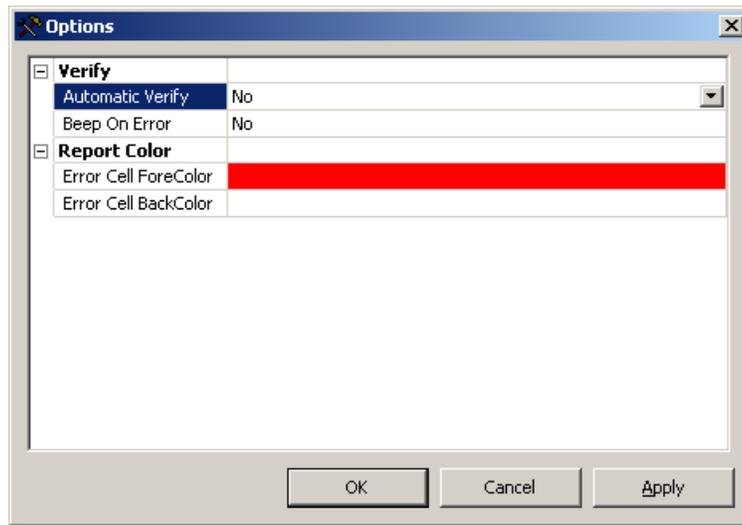 Options
Verify
Automatic Verify No
Beep On Error No
Report Color
Error Cell ForeColor
Error Cell BackColor
OK Cancel Apply